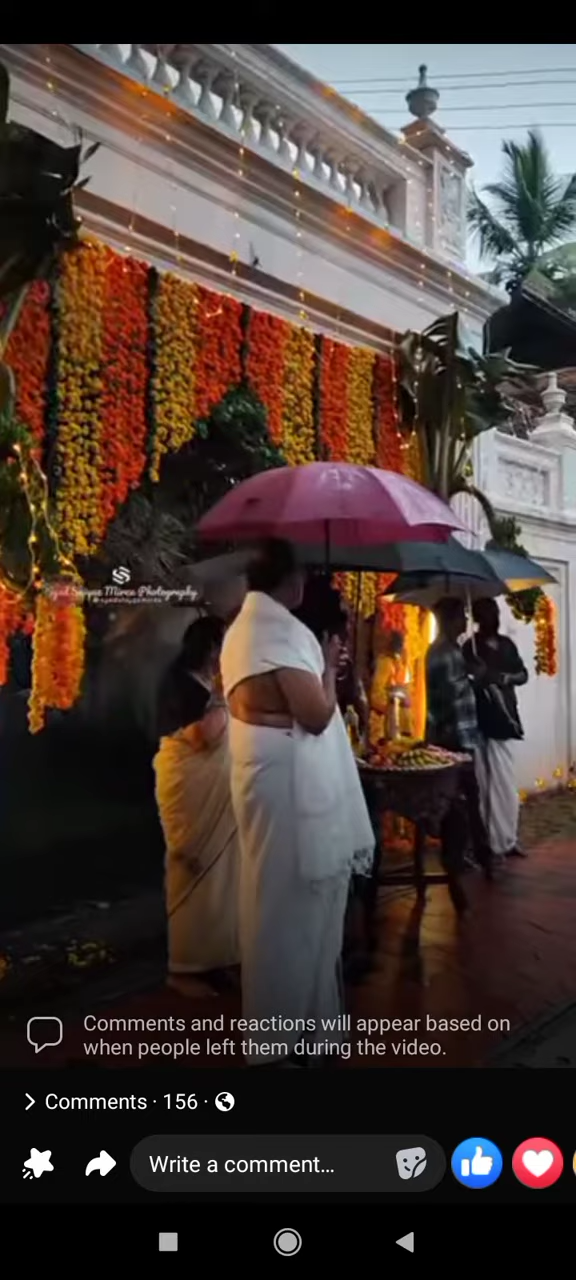 Comments and reactions will appear based on
when people left them during the video.
Comments · 156 ·
Write a comment...